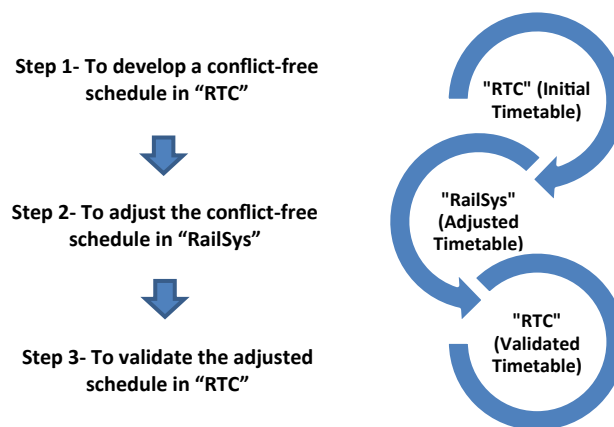 Step 1- To develop a conflict-free
schedule in “RTC”
Step 2- To adjust the conflict-free
schedule in “RailSys”
Step 3- To validate the adjusted
schedule in “RTC”
"RTC" (Initial
Timetable)
"RailSys"
(Adjusted
Timetable)
"RTC"
(Validated
Timetable)